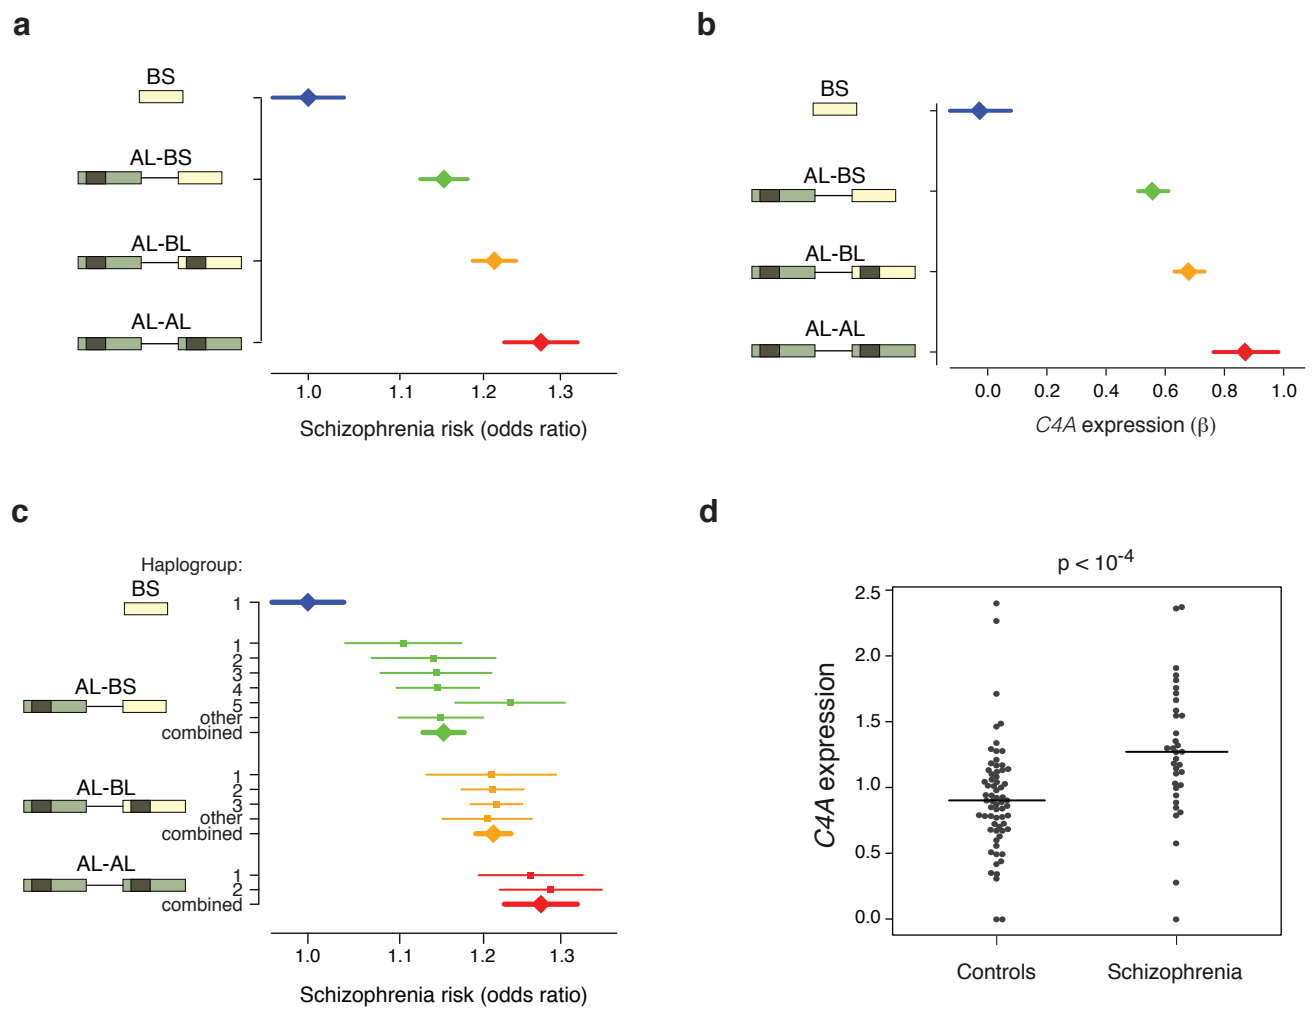 a
BS
AL-BS
AL-BL
AL-AL
1.0 1.1 1.2 1.3
Schizophrenia risk (odds ratio)
b
BS
AL-BS
AL-BL
AL-AL
0.0 0.2 0.4 0.6 0.8 1.0
C4A expression (β)
c
Haplogroup:
BS
1
AL-BS
1
2
3
4
5
other
combined
AL-BL
1
2
3
other
combined
AL-AL
1
2
combined
1.0 1.1 1.2 1.3
Schizophrenia risk (odds ratio)
d
p < 10-4
C4A expression
2.5
2.0
1.5
1.0
0.5
0.0
Controls Schizophrenia